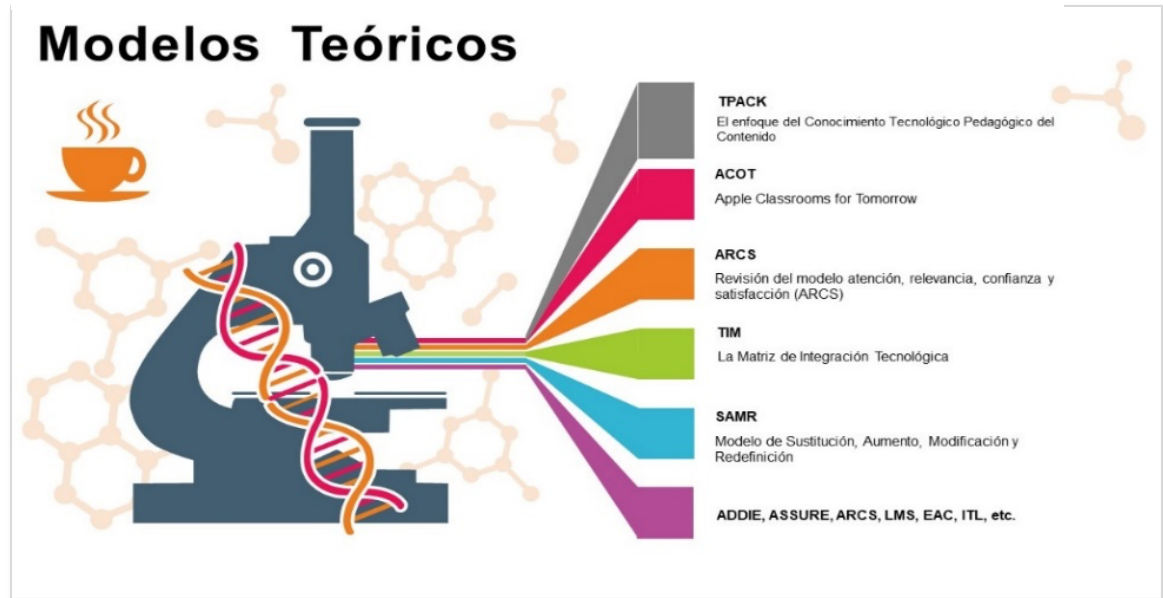 Modelos Teóricos
TPACK
El enfoque del Conocimiento Tecnológico Pedagógico del
Contenido
ACOT
Apple Classrooms for Tomorrow
ARCS
Revisión del modelo atención, relevancia, confianza y
satisfacción (ARCS)
TIM
La Matriz de Integración Tecnológica
SAMR
Modelo de Sustitución, Aumento, Modificación y
Redefinición
ADDIE, ASSURE, ARCS, LMS, EAC, ITL, etc.